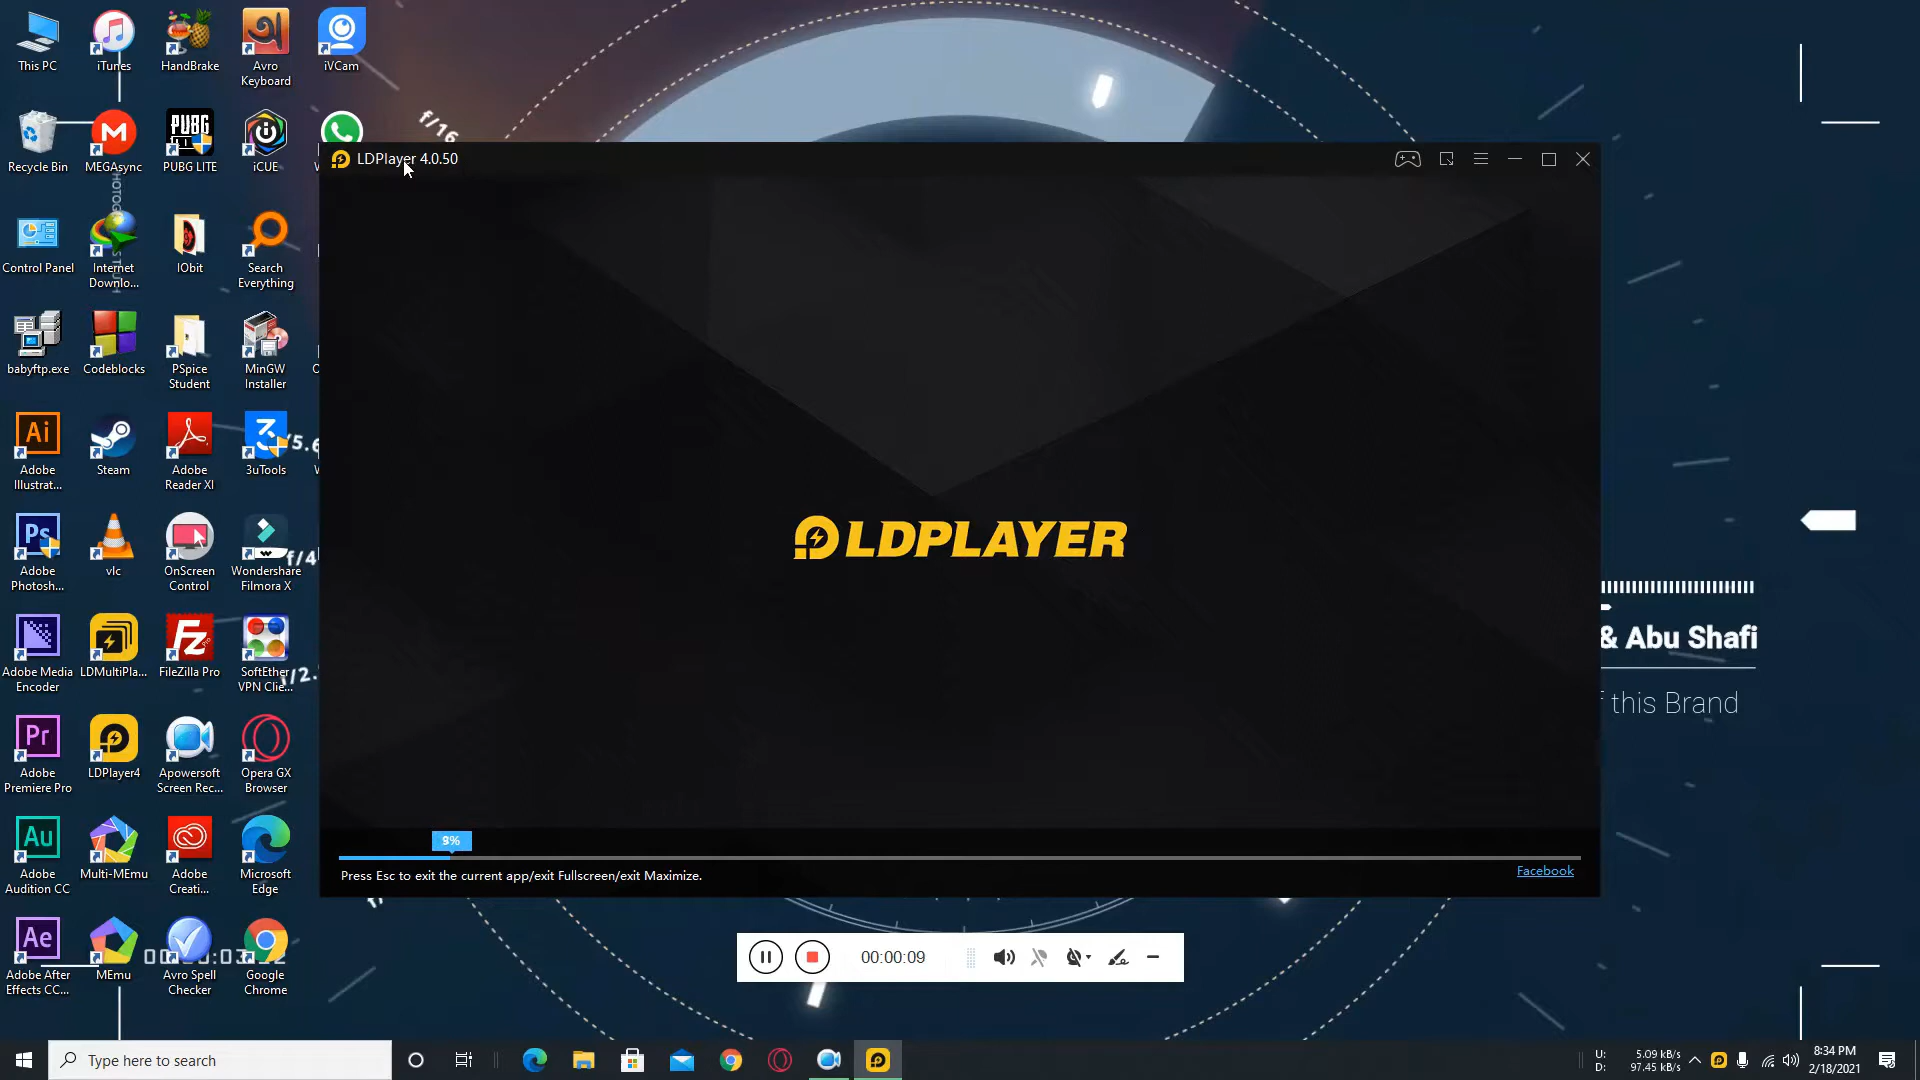 This PC
iTunes
HandBrake
Avro
Keyboard
iVCam
f/16
Recycle Bin
MEGAsync
PUBG LITE
iCUE
LDPlayer 4.0.50
Control Panel
Internet
Downlo...
IObit
Search
Everything
babyftp.exe
Codeblocks
PSpice
Student
MinGW
Installer
Adobe
Illustrat...
Steam
Adobe
Reader XI
3uTools
f/5.6
LDPLAYER
Adobe
Photosh...
vlc
OnScreen
Control
Wondershare
Filmora X
f/4
& Abu Shafi
Adobe Media
Encoder
LDMultiPla...
FileZilla Pro
SoftEther
VPN Clie...
f/2.
f this Brand
Adobe
Premiere Pro
LDPlayer4
Apowersoft
Screen Rec...
Opera GX
Browser
9%
Press Esc to exit the current app/exit Fullscreen/exit Maximize.
Facebook
Adobe
Audition CC
Multi-MEmu
Adobe
Creati...
Microsoft
Edge
00:00:09
Adobe After
Effects CC...
MEmu
Avro Spell
Checker
Google
Chrome
Type here to search
U: 5.09 kB/s
D: 97.45 kB/s
8:34 PM
2/18/2021